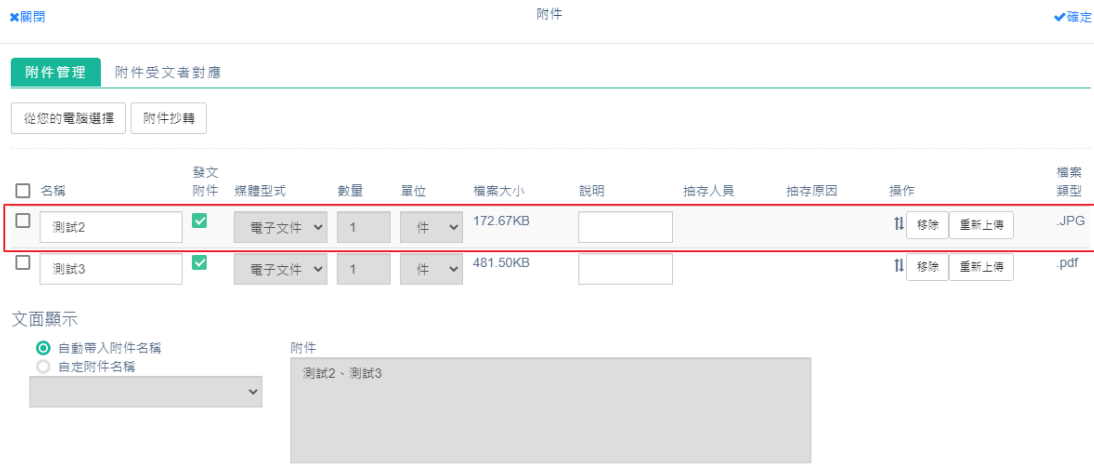 ✖關閉 附件 ✔確定
附件管理 附件受文者對應
從您的電腦選擇 附件抄轉
名稱 發文附件 媒體型式 數量 單位 檔案大小 說明 抽存人員 抽存原因 操作 檔案類型
測試2 電子文件 1 件 172.67KB 移除 重新上傳 .JPG
測試3 電子文件 1 件 481.50KB 移除 重新上傳 .pdf
文面顯示
自動帶入附件名稱 附件
自定附件名稱
測試2、測試3